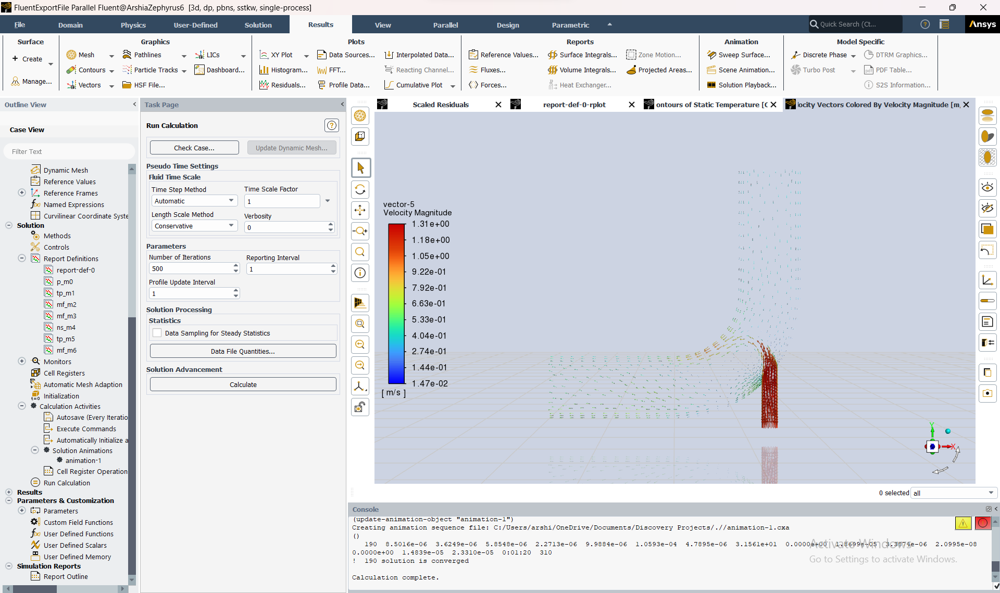 FluentExportFile Parallel Fluent@ArshiaZephyrus6 [3d, dp, pbns, sstkw, single-process]
File Domain Physics User-Defined Solution Results View Parallel Design Parametric Quick Search (Ct... Ansys
Surface Graphics Plots Reports Animation Model Specific
Create Mesh Pathlines LICs XY Plot Data Sources... Interpolated Data... Reference Values... Surface Integrals... Zone Motion... Sweep Surface... Discrete Phase DTRM Graphics...
Contours Particle Tracks Dashboard... Histogram... FFT... Reacting Channel... Fluxes... Volume Integrals... Projected Areas... Scene Animation... Turbo Post PDF Table...
Manage... Vectors HSF File... Residuals... Profile Data... Cumulative Plot Forces... Heat Exchanger... Solution Playback... S2S Information...
Outline View
Case View
Filter Text
Dynamic Mesh
Reference Values
Reference Frames
Named Expressions
Curvilinear Coordinate Syste
Solution
Methods
Controls
Report Definitions
report-def-0
p_m0
tp_m1
mf_m2
mf_m3
ns_m4
tp_m5
mf_m6
Monitors
Cell Registers
Automatic Mesh Adaption
Initialization
Calculation Activities
Autosave (Every Iteratio
Execute Commands
Automatically Initialize a
Solution Animations
animation-1
Cell Register Operation
Run Calculation
Results
Parameters & Customization
Parameters
Custom Field Functions
User Defined Functions
User Defined Scalars
User Defined Memory
Simulation Reports
Report Outline
Task Page
Run Calculation
Check Case... Update Dynamic Mesh...
Pseudo Time Settings
Fluid Time Scale
Time Step Method Time Scale Factor
Automatic 1
Length Scale Method Verbosity
Conservative 0
Parameters
Number of Iterations Reporting Interval
500 1
Profile Update Interval
1
Solution Processing
Statistics
Data Sampling for Steady Statistics
Data File Quantities...
Solution Advancement
Calculate
Scaled Residuals report-def-0-rplot ontours of Static Temperature [C locity Vectors Colored By Velocity Magnitude [m,
vector-5
Velocity Magnitude
1.31e+00
1.18e+00
1.05e+00
9.22e-01
7.92e-01
6.63e-01
5.33e-01
4.04e-01
2.74e-01
1.44e-01
1.47e-02
[ m/s ]
Y
X
Z
0 selected all
Console
(update-animation-object "animation-1")
Creating animation sequence file: C:/Users/arshi/OneDrive/Documents/Discovery Projects/.//animation-1.cxa
()
190 8.5016e-06 3.6249e-06 5.8548e-06 2.2713e-06 9.9884e-06 1.0593e-04 4.7895e-06 3.1561e+01 0.0000e+00 1.8699e-05 3.3874e-06 2.0995e-08
0.0000e+00 1.4839e-05 2.3310e-05 0:01:20 310
! 190 solution is converged
Calculation complete.
Activate Windows
Go to Settings to activate Windows.